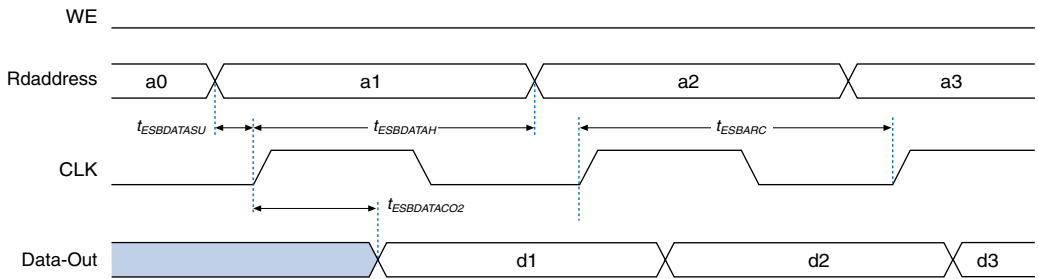 WE
Rdaddress a0 a1 a2 a3
tESBDATASU tESBDATAH tESBARC
CLK
tESBDATACO2
Data-Out d1 d2 d3